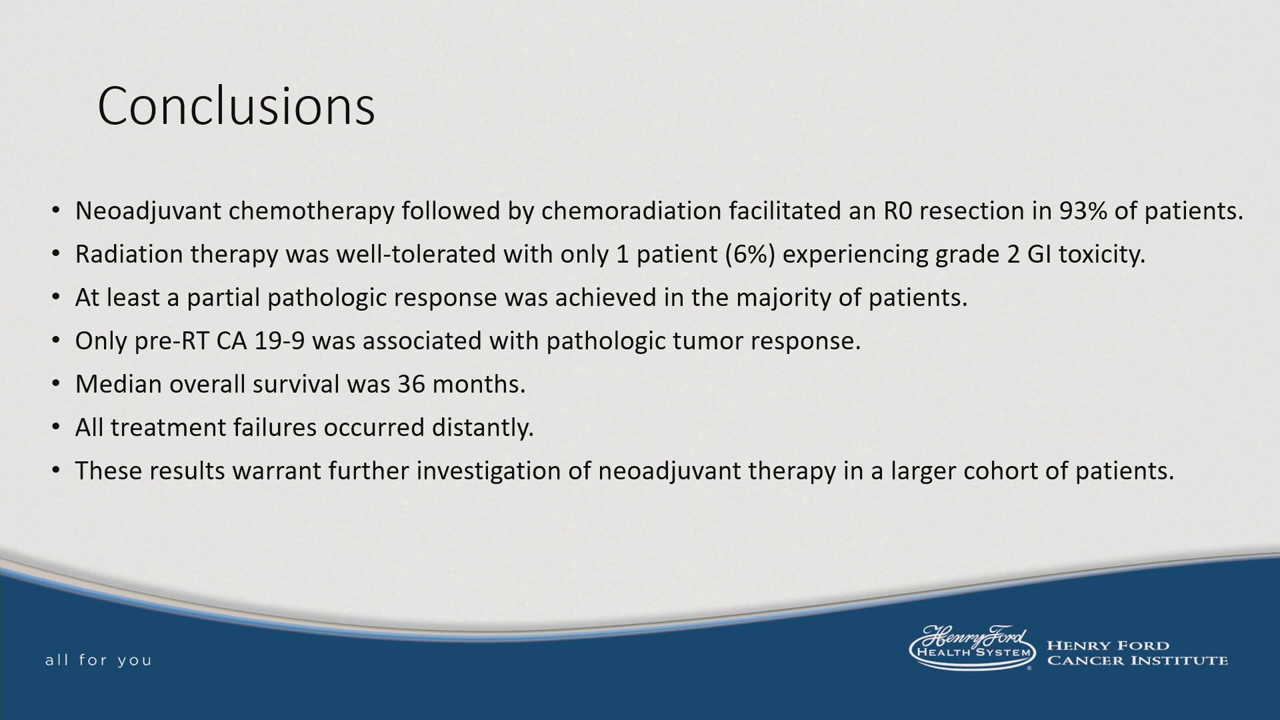 Conclusions
• Neoadjuvant chemotherapy followed by chemoradiation facilitated an R0 resection in 93% of patients.
• Radiation therapy was well-tolerated with only 1 patient (6%) experiencing grade 2 GI toxicity.
• At least a partial pathologic response was achieved in the majority of patients.
• Only pre-RT CA 19-9 was associated with pathologic tumor response.
• Median overall survival was 36 months.
• All treatment failures occurred distantly.
• These results warrant further investigation of neoadjuvant therapy in a larger cohort of patients.
all for you
Henry Ford
HEALTH SYSTEM
®
HENRY FORD
CANCER INSTITUTE